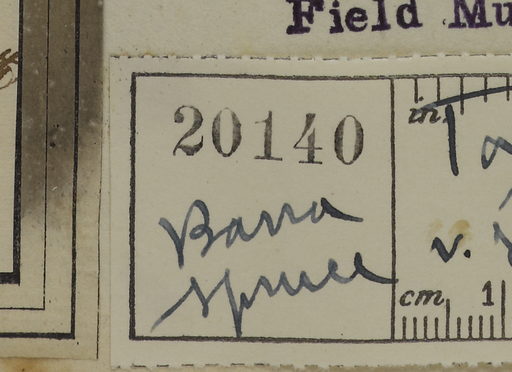 Field Mu
20140
in.
Barra
spruce
v.
cm 1